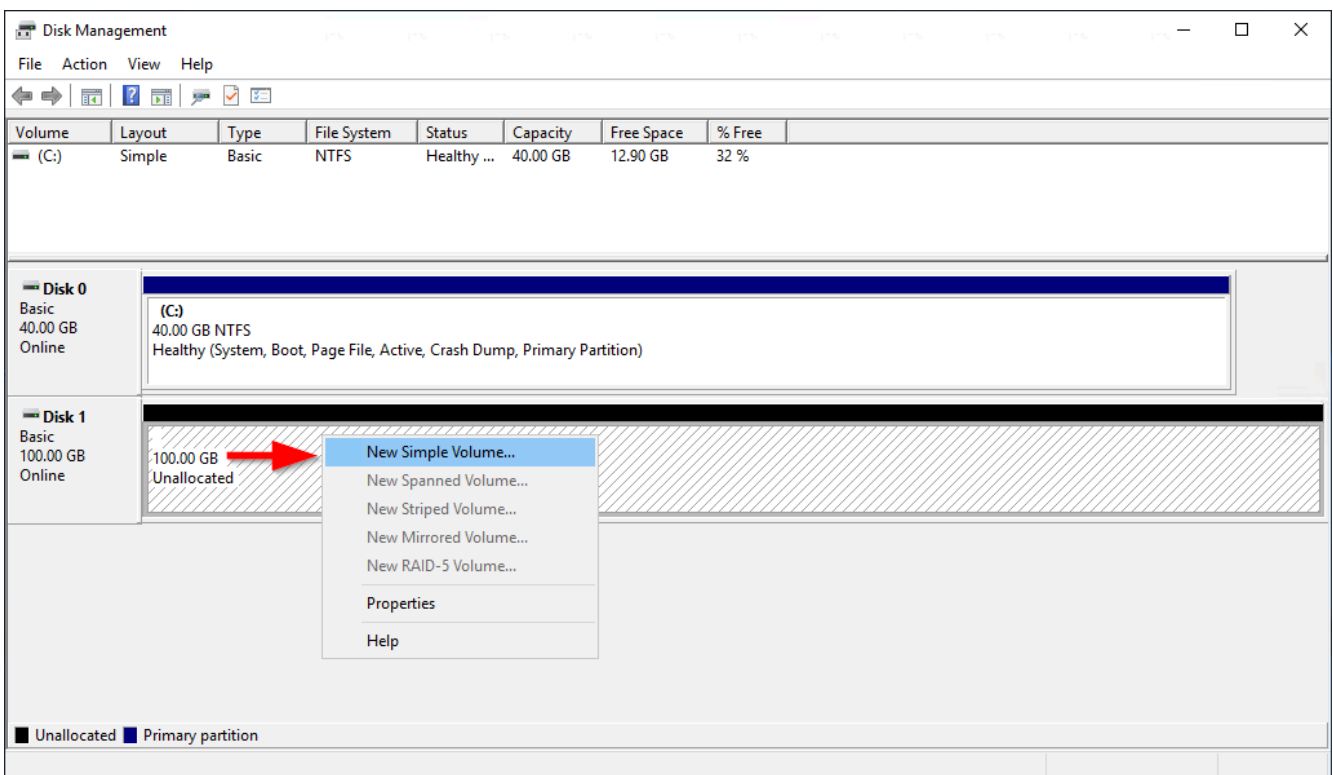 Disk Management
File Action View Help
Volume Layout Type File System Status Capacity Free Space % Free
(C:) Simple Basic NTFS Healthy ... 40.00 GB 12.90 GB 32 %
Disk 0
Basic
40.00 GB
Online
(C:)
40.00 GB NTFS
Healthy (System, Boot, Page File, Active, Crash Dump, Primary Partition)
Disk 1
Basic
100.00 GB
Online
100.00 GB
Unallocated
New Simple Volume...
New Spanned Volume...
New Striped Volume...
New Mirrored Volume...
New RAID-5 Volume...
Properties
Help
Unallocated Primary partition